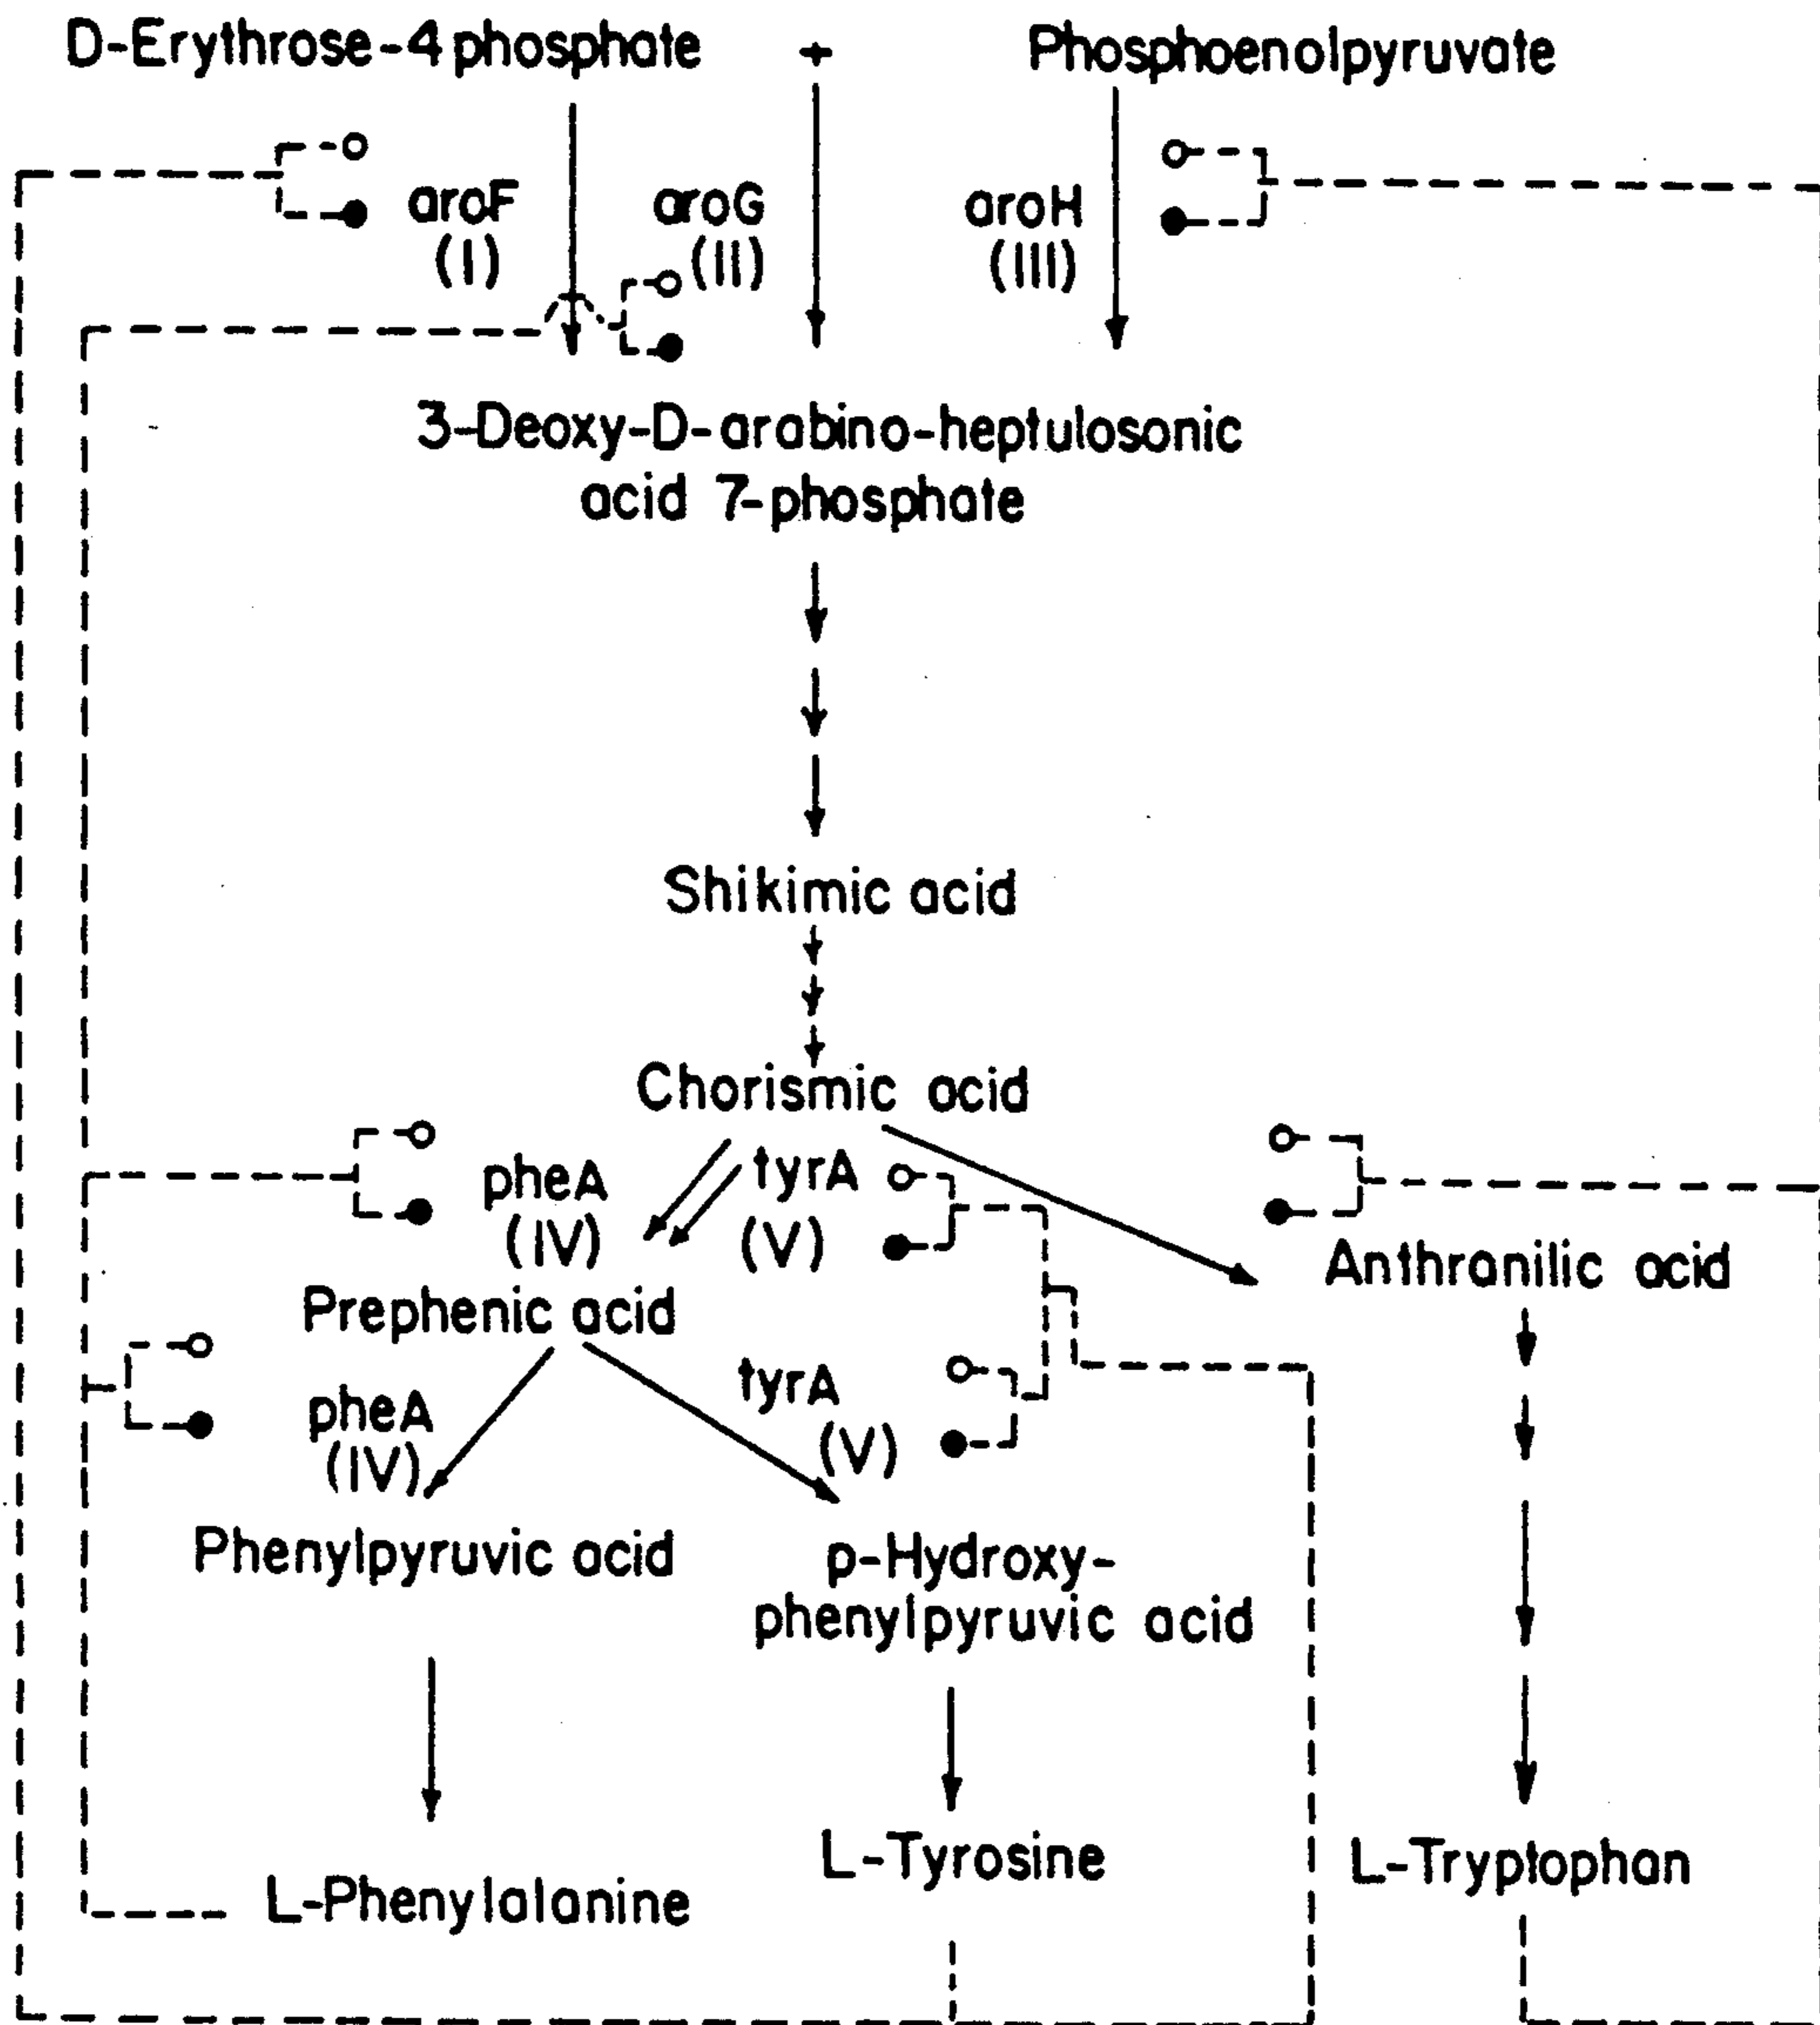 D-Erythrose-4 phosphate + Phosphoenolpyruvate
aroF
(I)
aroG
(II)
aroH
(III)
3-Deoxy-D-arabino-heptulosonic
acid 7-phosphate
Shikimic acid
Chorismic acid
pheA
(IV)
tyrA
(V)
Anthranilic acid
Prephenic acid
pheA
(IV)
tyrA
(V)
Phenylpyruvic acid
p-Hydroxy-
phenylpyruvic acid
L-Phenylalanine
L-Tyrosine
L-Tryptophan